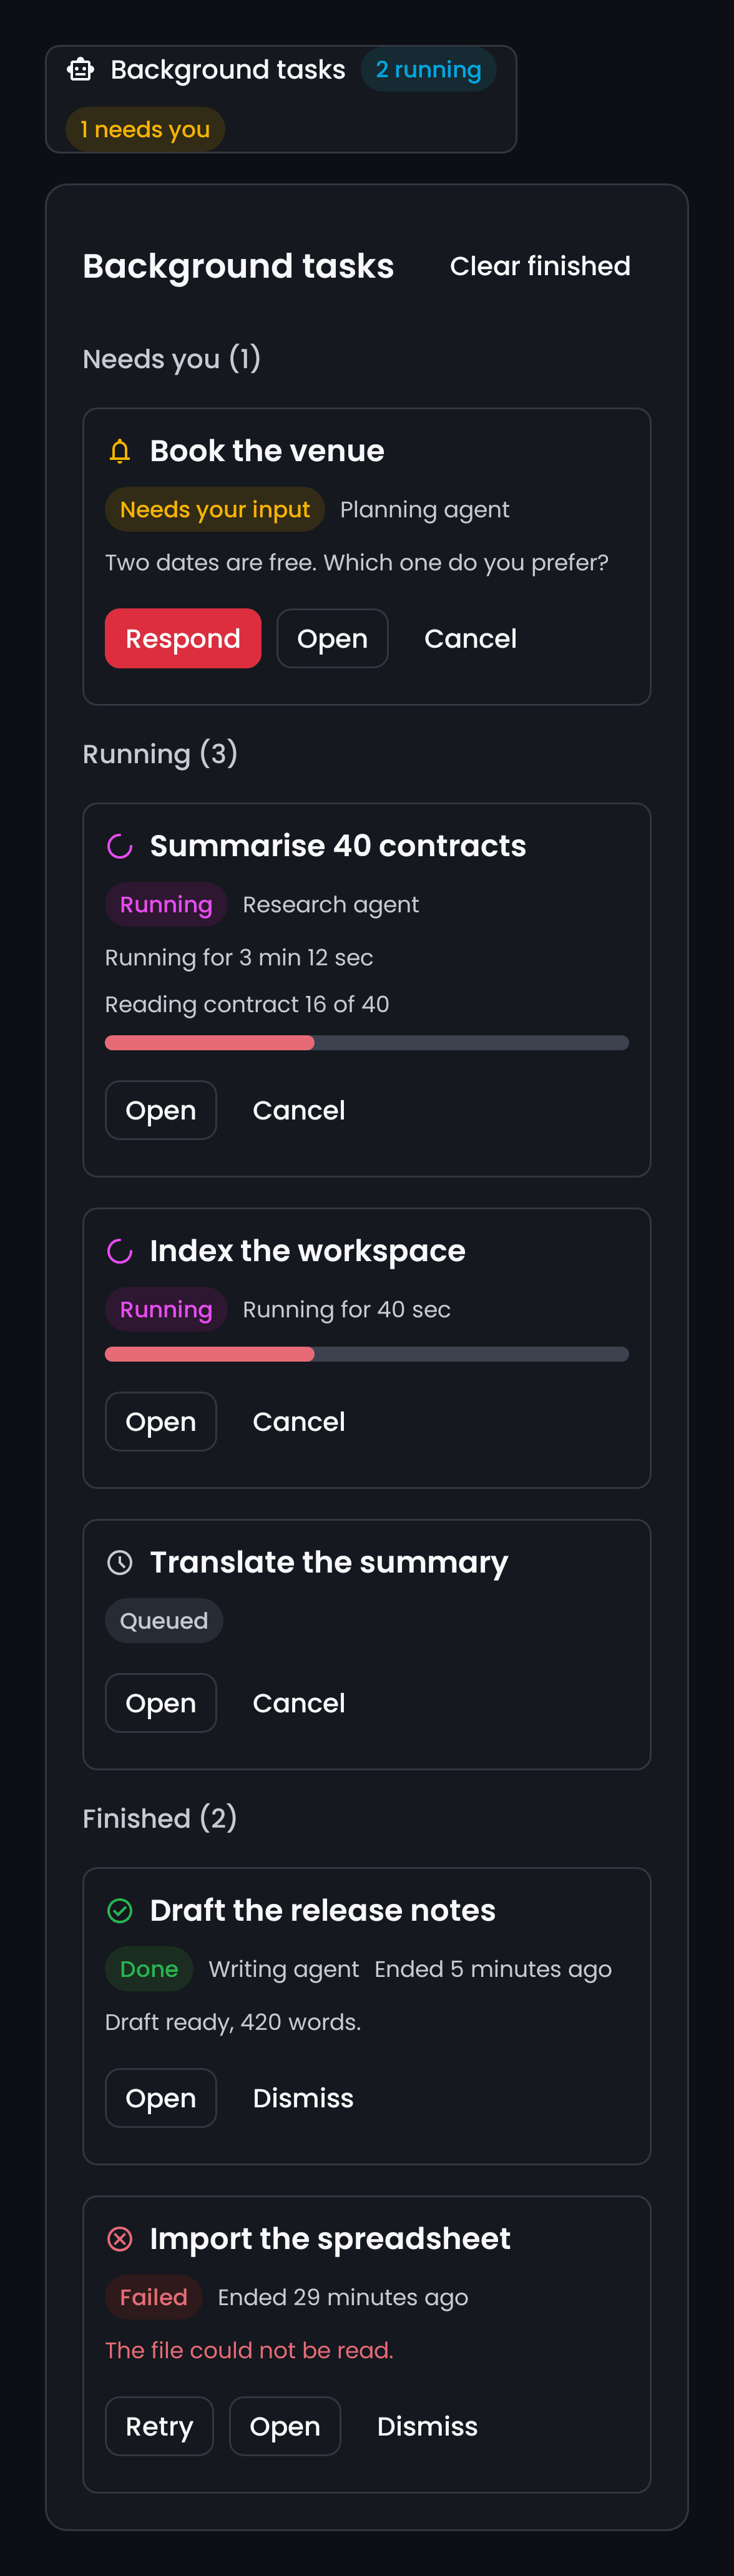 Background tasks 2 running
1 needs you
Background tasks Clear finished
Needs you (1)
Book the venue
Needs your input Planning agent
Two dates are free. Which one do you prefer?
Respond Open Cancel
Running (3)
Summarise 40 contracts
Running Research agent
Running for 3 min 12 sec
Reading contract 16 of 40
Open Cancel
Index the workspace
Running Running for 40 sec
Open Cancel
Translate the summary
Queued
Open Cancel
Finished (2)
Draft the release notes
Done Writing agent Ended 5 minutes ago
Draft ready, 420 words.
Open Dismiss
Import the spreadsheet
Failed Ended 29 minutes ago
The file could not be read.
Retry Open Dismiss